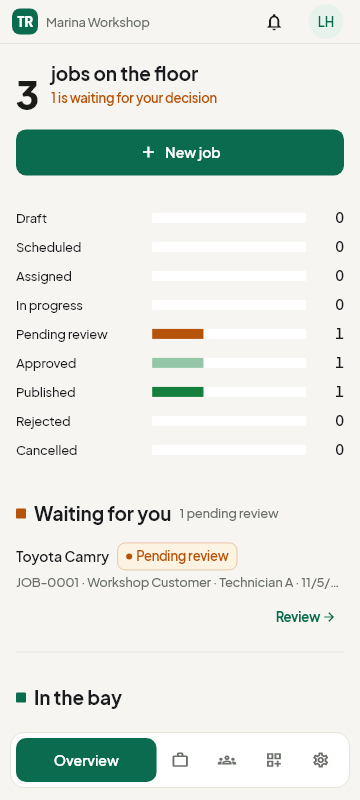 TR Marina Workshop LH
3 jobs on the floor
1 is waiting for your decision
+ New job
Draft 0
Scheduled 0
Assigned 0
In progress 0
Pending review 1
Approved 1
Published 1
Rejected 0
Cancelled 0
Waiting for you 1 pending review
Toyota Camry Pending review
JOB-0001 · Workshop Customer · Technician A · 11/5/...
Review →
In the bay
Overview